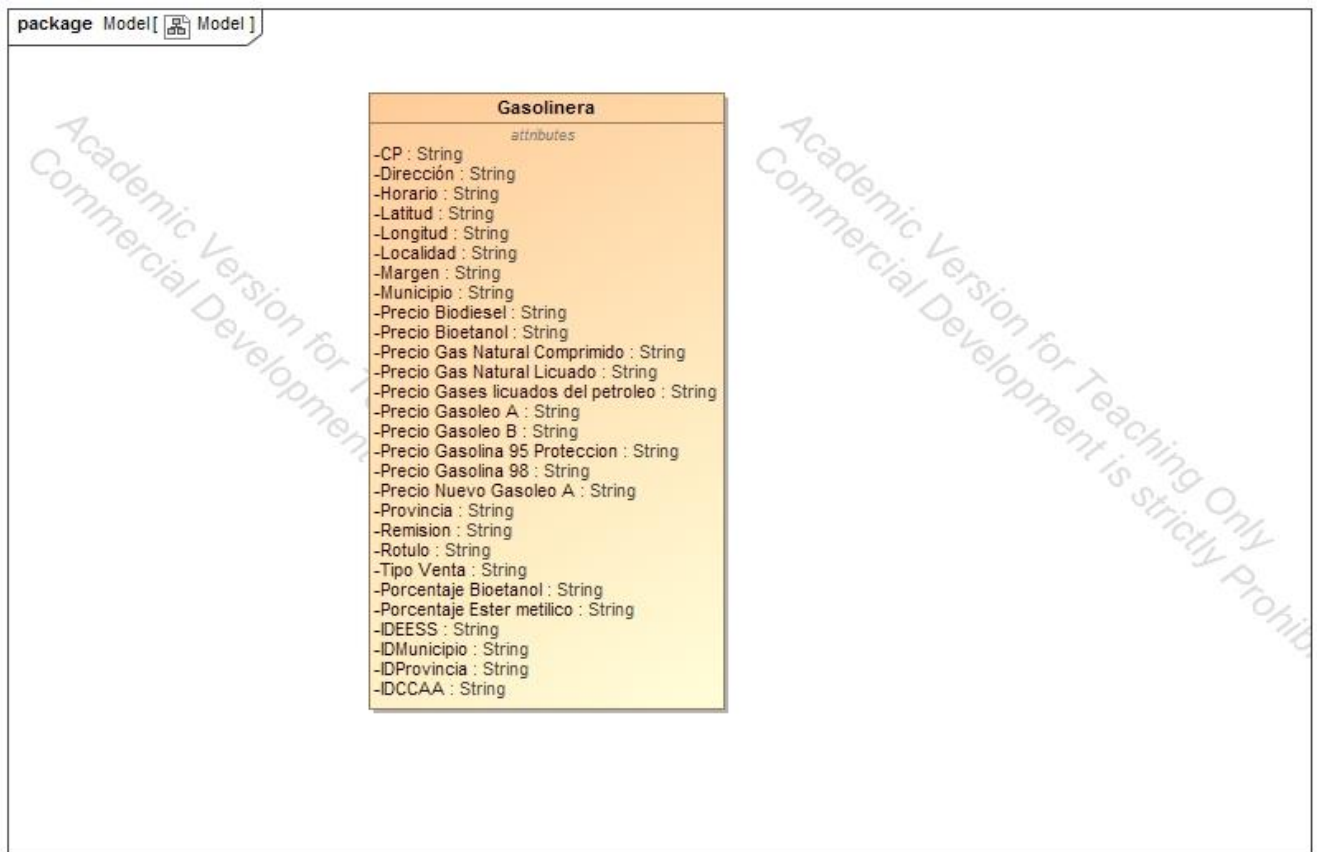 package Model[ Model ]
Gasolinera
attributes
-CP : String
-Dirección : String
-Horario : String
-Latitud : String
-Longitud : String
-Localidad : String
-Margen : String
-Municipio : String
-Precio Biodiesel : String
-Precio Bioetanol : String
-Precio Gas Natural Comprimido : String
-Precio Gas Natural Licuado : String
-Precio Gases licuados del petroleo : String
-Precio Gasoleo A : String
-Precio Gasoleo B : String
-Precio Gasolina 95 Proteccion : String
-Precio Gasolina 98 : String
-Precio Nuevo Gasoleo A : String
-Provincia : String
-Remision : String
-Rotulo : String
-Tipo Venta : String
-Porcentaje Bioetanol : String
-Porcentaje Ester metilico : String
-IDEESS : String
-IDMunicipio : String
-IDProvincia : String
-IDCCAA : String
Academic Version for T
Commercial Development
Academic Version for Teaching Only
Commercial Development is strictly Prohib